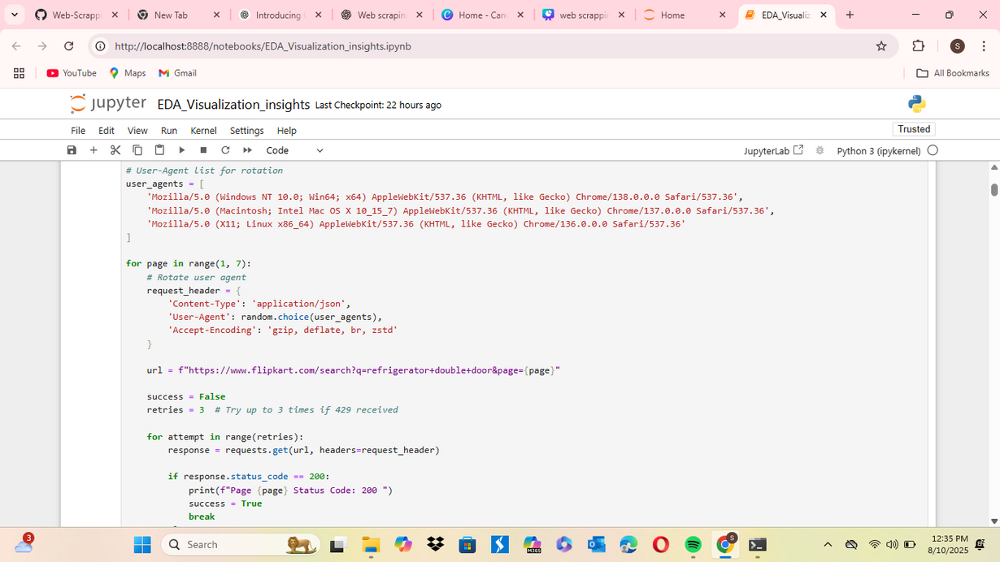 Web-Scrapp
New Tab
Introducing
Web scraping
Home - Can
web scrappin
Home
EDA_Visualiz
http://localhost:8888/notebooks/EDA_Visualization_insights.ipynb
S
YouTube
Maps
Gmail
All Bookmarks
jupyter EDA_Visualization_insights Last Checkpoint: 22 hours ago
File Edit View Run Kernel Settings Help
Trusted
Code
JupyterLab
Python 3 (ipykernel)
# User-Agent list for rotation
user_agents = [
    'Mozilla/5.0 (Windows NT 10.0; Win64; x64) AppleWebKit/537.36 (KHTML, like Gecko) Chrome/138.0.0.0 Safari/537.36',
    'Mozilla/5.0 (Macintosh; Intel Mac OS X 10_15_7) AppleWebKit/537.36 (KHTML, like Gecko) Chrome/137.0.0.0 Safari/537.36',
    'Mozilla/5.0 (X11; Linux x86_64) AppleWebKit/537.36 (KHTML, like Gecko) Chrome/136.0.0.0 Safari/537.36'
]
for page in range(1, 7):
    # Rotate user agent
    request_header = {
        'Content-Type': 'application/json',
        'User-Agent': random.choice(user_agents),
        'Accept-Encoding': 'gzip, deflate, br, zstd'
    }
    url = f"https://www.flipkart.com/search?q=refrigerator+double+door&page={page}"
    success = False
    retries = 3  # Try up to 3 times if 429 received
    for attempt in range(retries):
        response = requests.get(url, headers=request_header)
        if response.status_code == 200:
            print(f"Page {page} Status Code: 200 ")
            success = True
            break
3
Search
M365
S
12:35 PM
8/10/2025